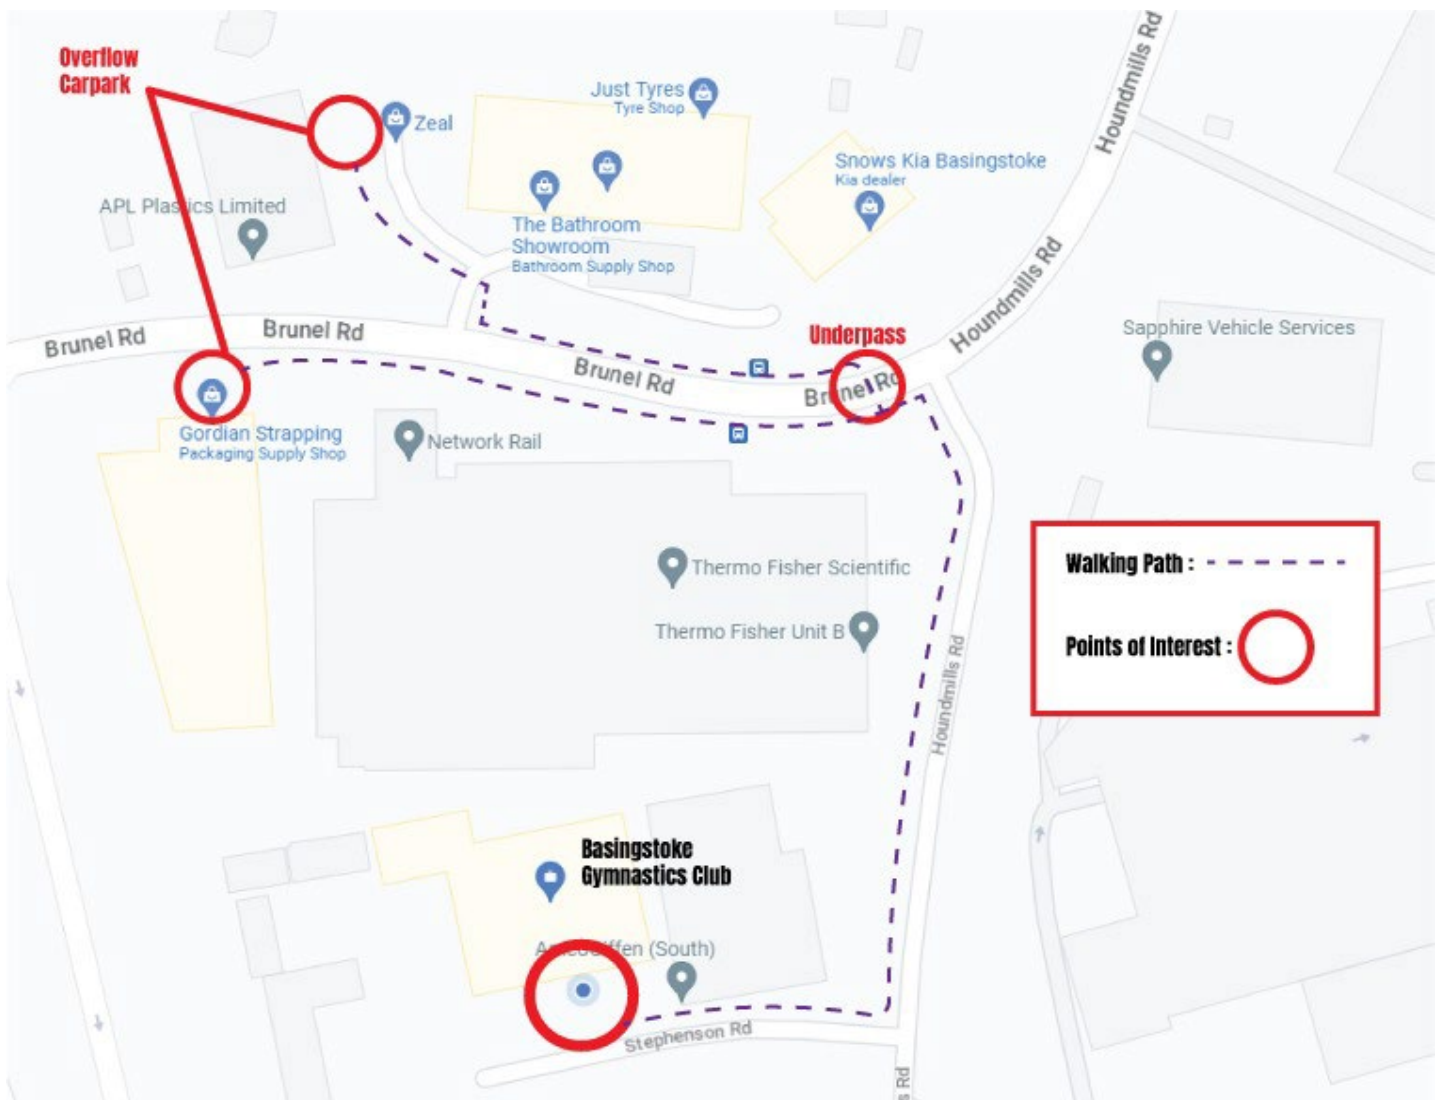 Overflow
Carpark
Zeal
Just Tyres
Tyre Shop
Houndmills Rd
Snows Kia Basingstoke
Kia dealer
APL Plastics Limited
The Bathroom
Showroom
Bathroom Supply Shop
Houndmills Rd
Brunel Rd
Brunel Rd
Underpass
Sapphire Vehicle Services
Brunel Rd
Brunel Rd
Gordian Strapping
Packaging Supply Shop
Network Rail
Walking Path :
Thermo Fisher Scientific
Thermo Fisher Unit B
Points of Interest :
Houndmills Rd
Basingstoke
Gymnastics Club
(South)
Stephenson Rd
s Rd